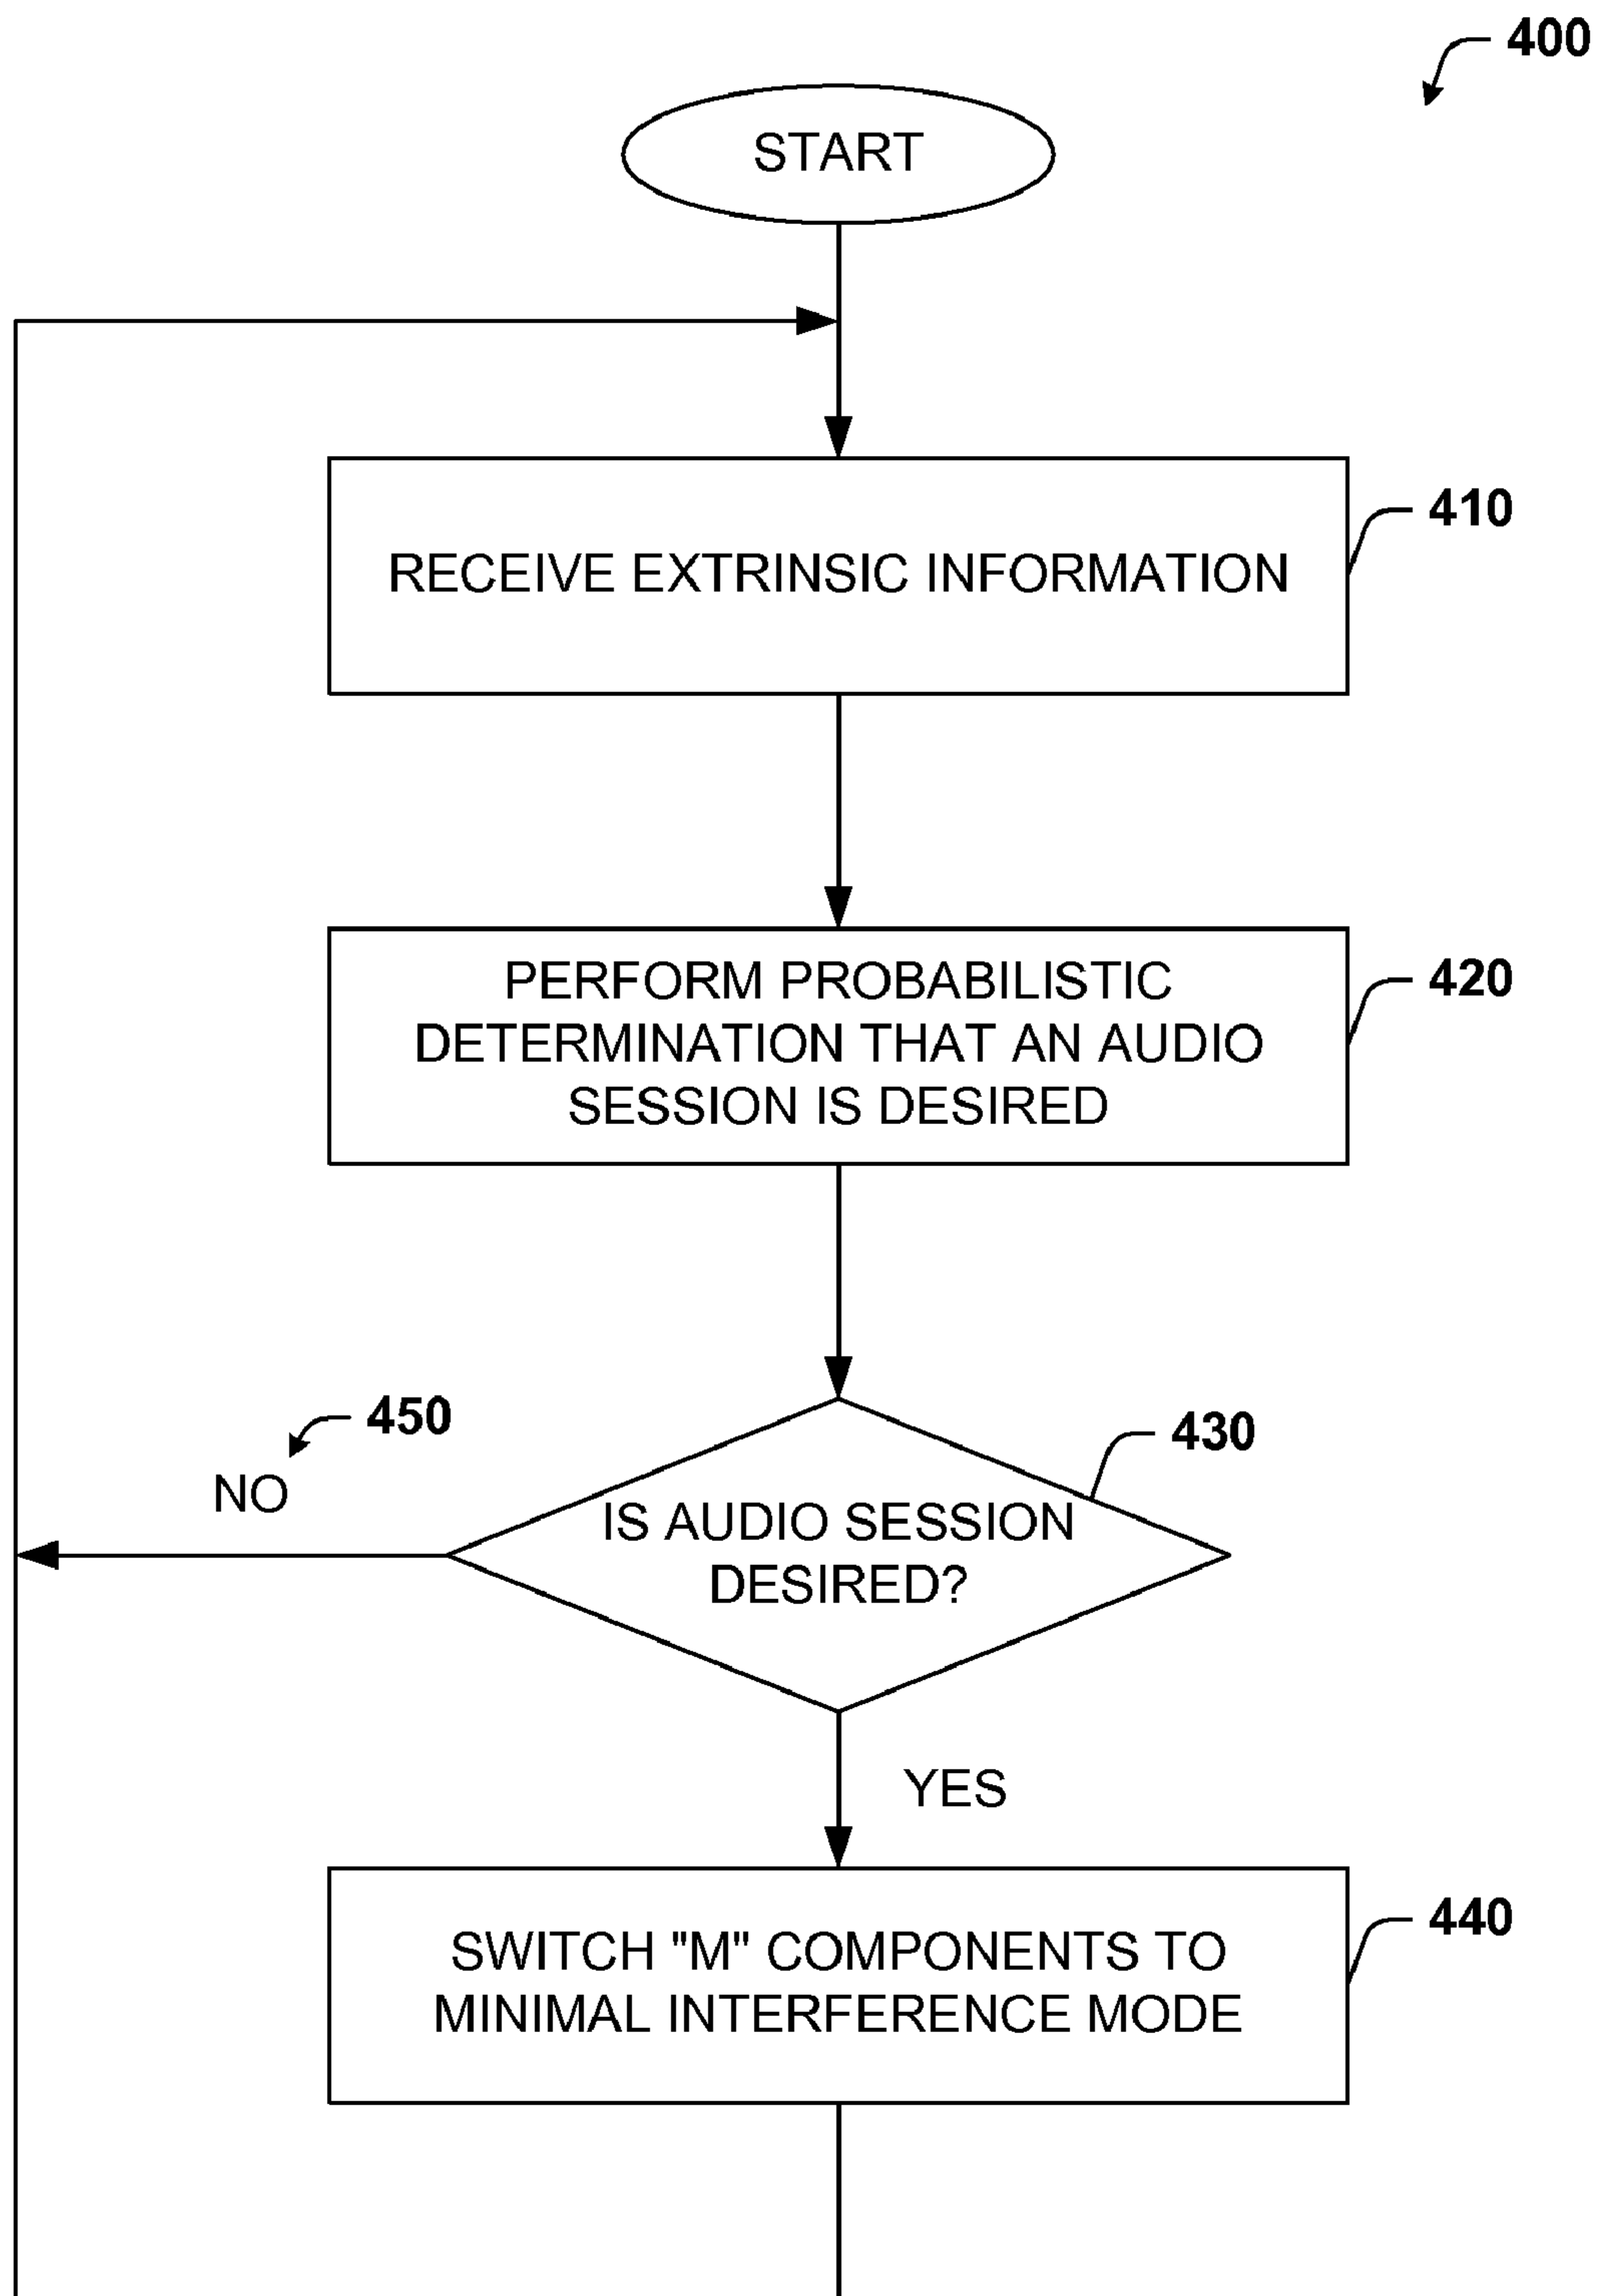 400
START
RECEIVE EXTRINSIC INFORMATION
410
PERFORM PROBABILISTIC
DETERMINATION THAT AN AUDIO
SESSION IS DESIRED
420
450
NO
430
IS AUDIO SESSION
DESIRED?
YES
SWITCH "M" COMPONENTS TO
MINIMAL INTERFERENCE MODE
440